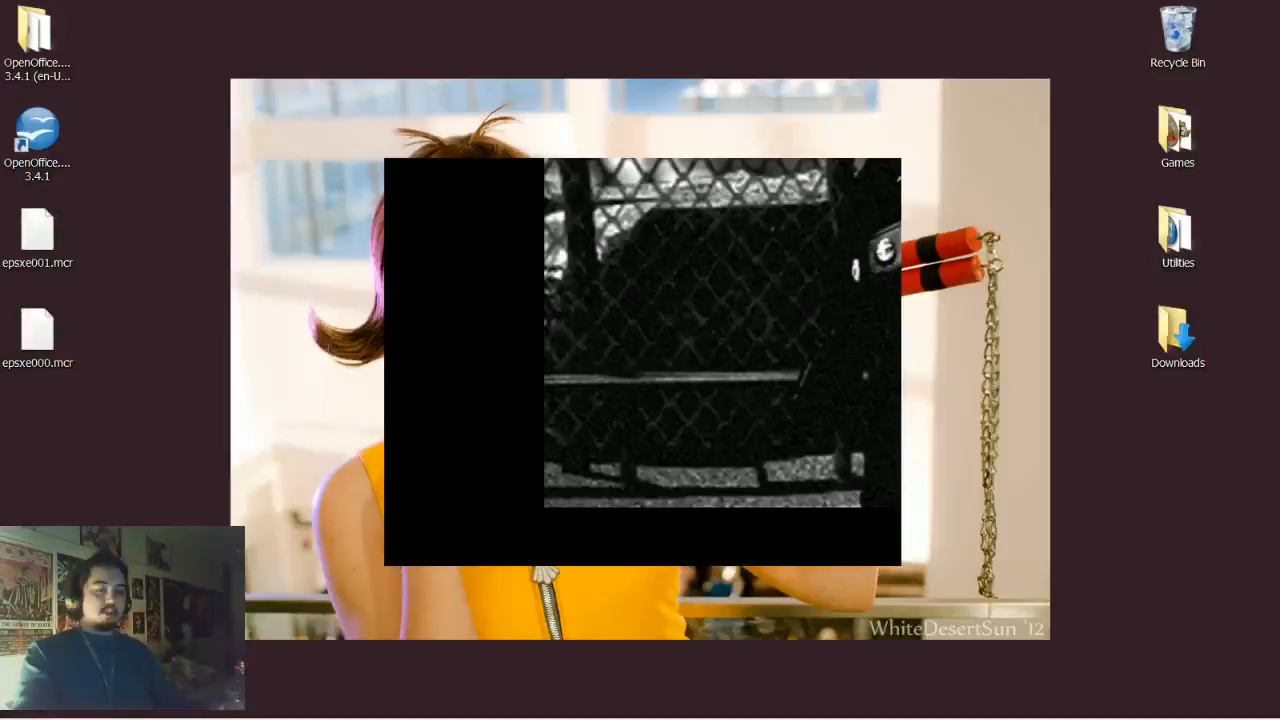 OpenOffice....
3.4.1 (en-U...
OpenOffice....
3.4.1
epsxe001.mcr
epsxe000.mcr
Recycle Bin
Games
Utilities
Downloads
WhiteDesertSun '12